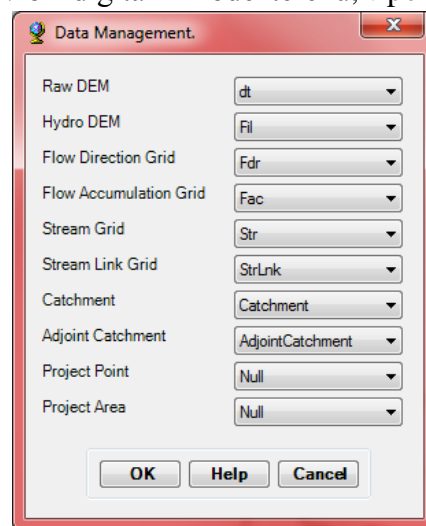 Data Management.
Raw DEM dt
Hydro DEM Fil
Flow Direction Grid Fdr
Flow Accumulation Grid Fac
Stream Grid Str
Stream Link Grid StrLnk
Catchment Catchment
Adjoint Catchment AdjointCatchment
Project Point Null
Project Area Null
OK Help Cancel